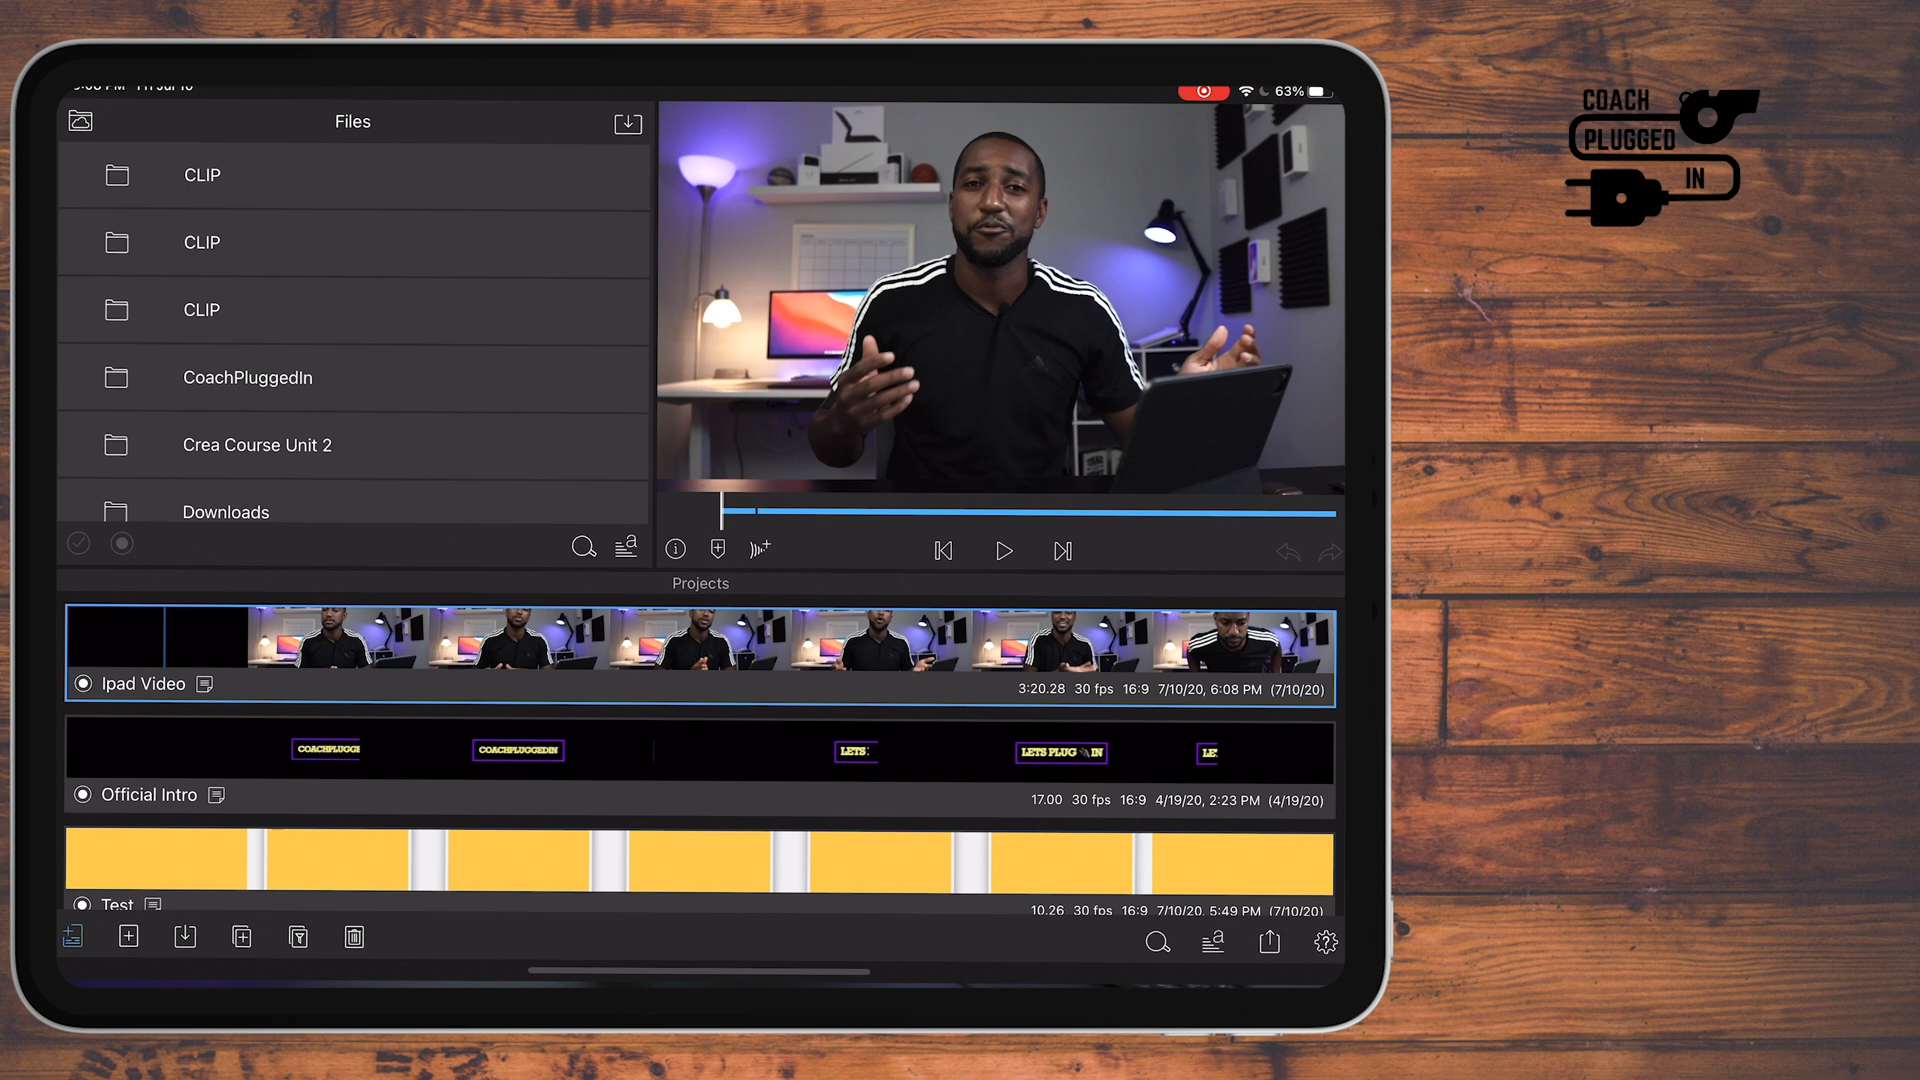 63%
Files
CLIP
CLIP
CLIP
CoachPluggedIn
Crea Course Unit 2
Downloads
Projects
Ipad Video
3:20.28 30 fps 16:9 7/10/20, 6:08 PM (7/10/20)
COACHPLUGGEDIN
LETS
LETS PLUG IN
Official Intro
17.00 30 fps 16:9 4/19/20, 2:23 PM (4/19/20)
Test
10.26 30 fps 16:9 7/10/20, 5:49 PM (7/10/20)
COACH
PLUGGED
IN